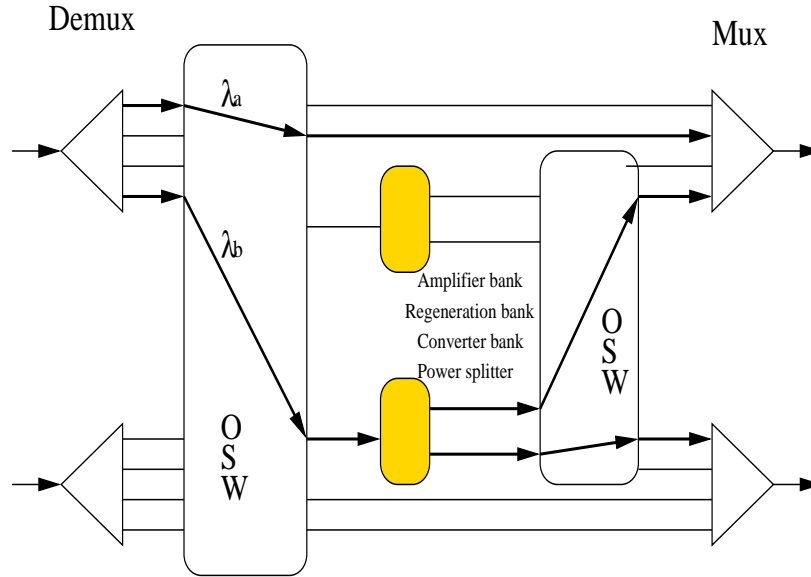 Demux
Mux
λa
λb
Amplifier bank
Regeneration bank
Converter bank
Power splitter
O
S
W
O
S
W